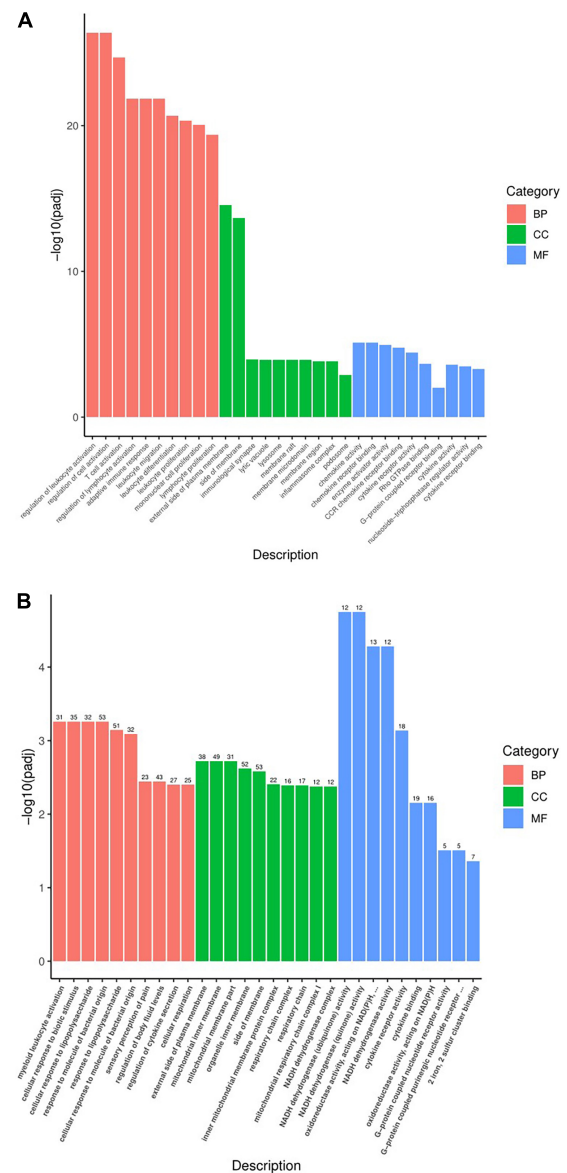 A
−log10(padj)
20
10
0
regulation of leukocyte activation
regulation of cell activation
T cell activation
regulation of lymphocyte activation
adaptive immune response
leukocyte migration
leukocyte differentiation
leukocyte proliferation
mononuclear cell proliferation
lymphocyte proliferation
external side of plasma membrane
side of membrane
immunological synapse
lytic vacuole
lysosome
membrane raft
membrane microdomain
membrane region
inflammasome complex
podosome
chemokine activity
chemokine receptor binding
enzyme activator activity
CCR chemokine receptor binding
cytokine receptor activity
Rho GTPase binding
G−protein coupled receptor binding
cytokine activity
nucleoside−triphosphatase regulator activity
cytokine receptor binding
Description
Category
BP
CC
MF
B
−log10(padj)
4
3
2
1
0
31 35 32 53 51 32 23 43 27 25 38 49 31 52 53 22 16 17 12 12 12 12 13 12 18 19 16 5 5 7
myeloid leukocyte activation
cellular response to biotic stimulus
cellular response to lipopolysaccharide
response to molecule of bacterial origin
response to lipopolysaccharide
cellular response to molecule of bacterial origin
sensory perception of pain
regulation of body fluid levels
regulation of cytokine secretion
cellular respiration
external side of plasma membrane
mitochondrial inner membrane
mitochondrial membrane part
organelle inner membrane
side of membrane
inner mitochondrial membrane protein complex
respiratory chain complex
respiratory chain
mitochondrial respiratory chain complex I
NADH dehydrogenase complex
NADH dehydrogenase (ubiquinone) activity
NADH dehydrogenase (quinone) activity
oxidoreductase activity, acting on NAD(P)H, ...
NADH dehydrogenase activity
cytokine receptor activity
cytokine binding
oxidoreductase activity, acting on NAD(P)H
G−protein coupled nucleotide receptor activity
G−protein coupled purinergic nucleotide receptor ...
2 iron, 2 sulfur cluster binding
Description
Category
BP
CC
MF